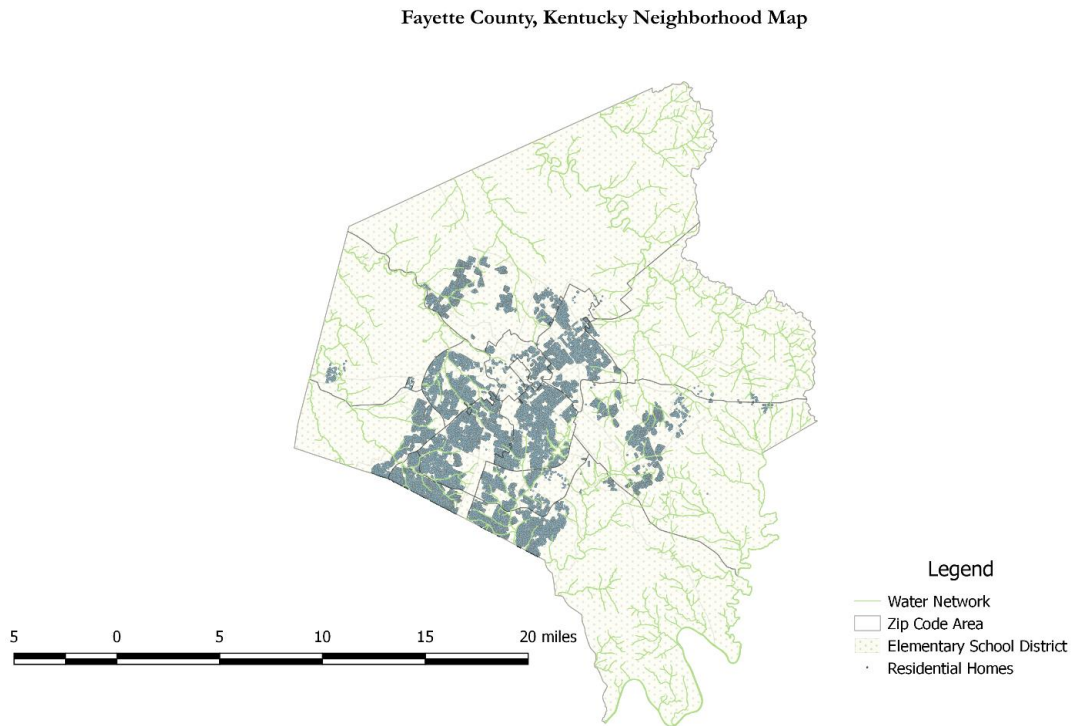 Fayette County, Kentucky Neighborhood Map
Legend
Water Network
Zip Code Area
Elementary School District
Residential Homes
5 0 5 10 15 20 miles